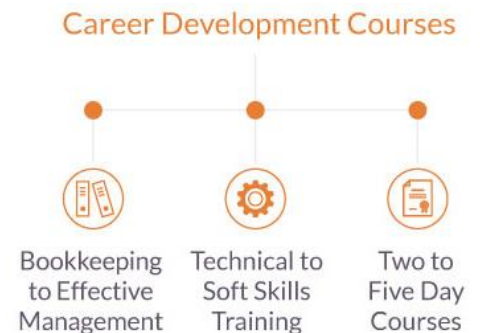 Career Development Courses
Bookkeeping
to Effective
Management
Technical to
Soft Skills
Training
Two to
Five Day
Courses